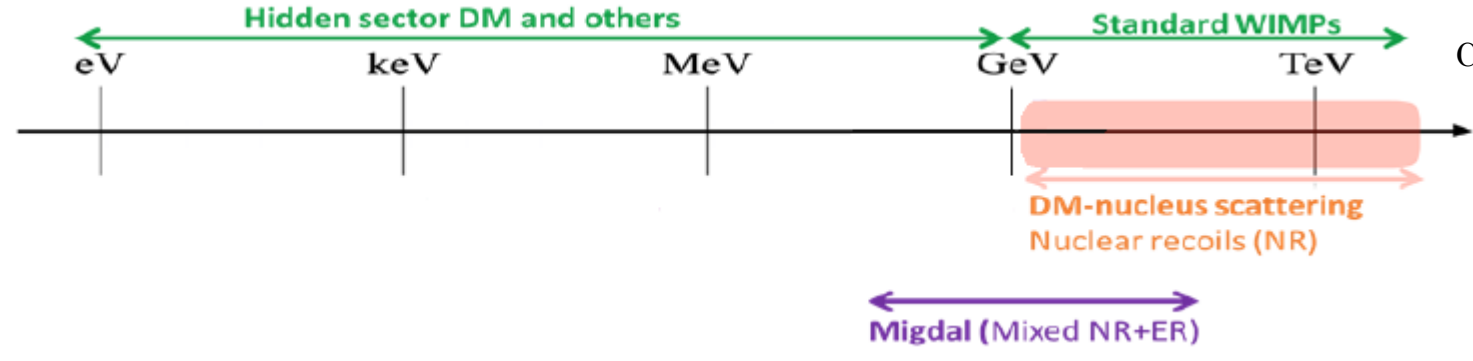 Hidden sector DM and others
Standard WIMPs
eV keV MeV GeV TeV
DM-nucleus scattering
Nuclear recoils (NR)
Migdal (Mixed NR+ER)